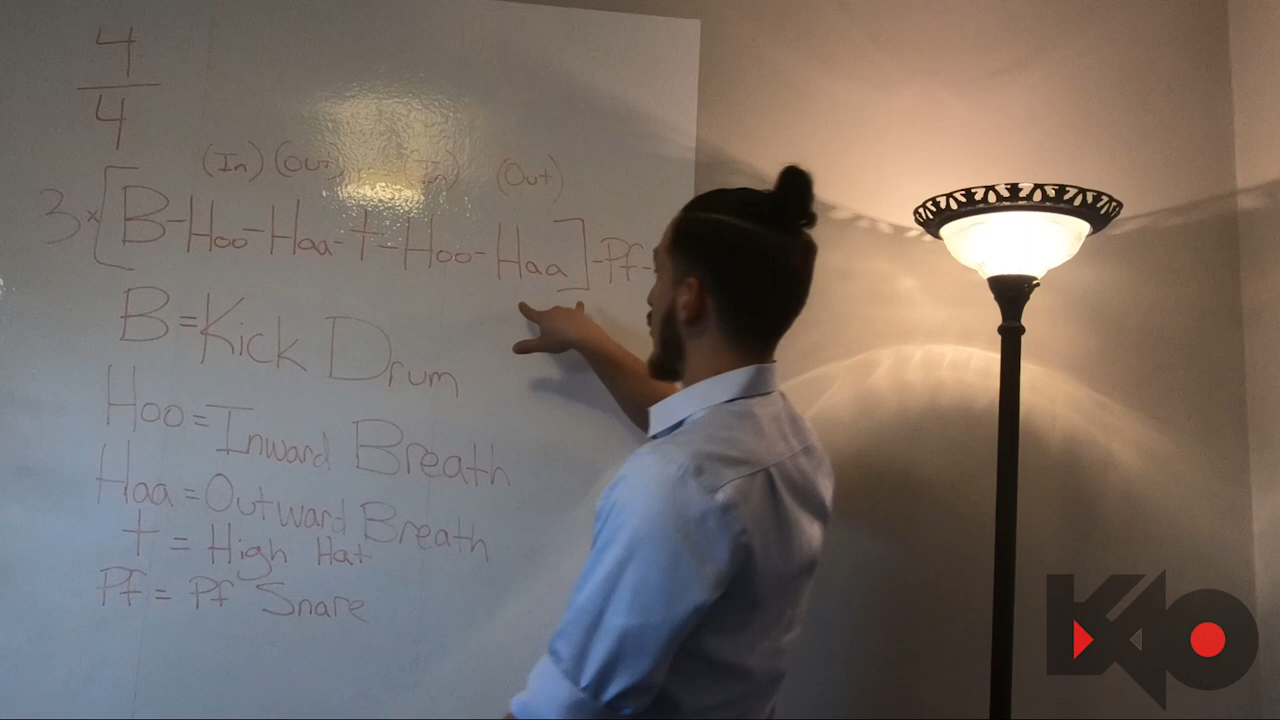 4
4
(In) (Out) (In) (Out)
3x[B-Hoo-Haa-t-Hoo-Haa]-Pf-
B=Kick Drum
Hoo=Inward Breath
Haa=Outward Breath
t = High Hat
Pf = Pf Snare